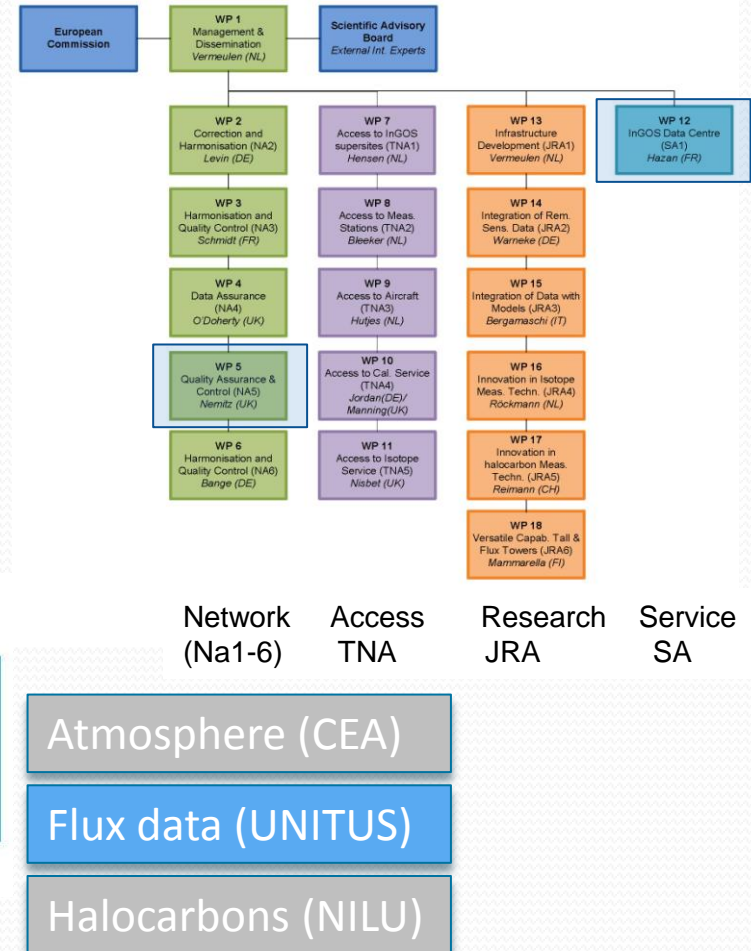 European
Commission
WP 1
Management &
Dissemination
Vermeulen (NL)
Scientific Advisory
Board
External Int. Experts
WP 2
Correction and
Harmonisation (NA2)
Levin (DE)
WP 3
Harmonisation and
Quality Control (NA3)
Schmidt (FR)
WP 4
Data Assurance
(NA4)
O'Doherty (UK)
WP 5
Quality Assurance &
Control (NA5)
Nemitz (UK)
WP 6
Harmonisation and
Quality Control (NA6)
Bange (DE)
WP 7
Access to InGOS
supersites (TNA1)
Hensen (NL)
WP 8
Access to Meas.
Stations (TNA2)
Bleeker (NL)
WP 9
Access to Aircraft
(TNA3)
Hutjes (NL)
WP 10
Access to Cal. Service
(TNA4)
Jordan(DE)/
Manning(UK)
WP 11
Access to Isotope
Service (TNA5)
Nisbet (UK)
WP 13
Infrastructure
Development (JRA1)
Vermeulen (NL)
WP 14
Integration of Rem.
Sens. Data (JRA2)
Warneke (DE)
WP 15
Integration of Data with
Models (JRA3)
Bergamaschi (IT)
WP 16
Innovation in Isotope
Meas. Techn. (JRA4)
Röckmann (NL)
WP 17
Innovation in
halocarbon Meas.
Techn. (JRA5)
Reimann (CH)
WP 18
Versatile Capab. Tall &
Flux Towers (JRA6)
Mammarella (FI)
WP 12
InGOS Data Centre
(SA1)
Hazan (FR)
Network Access Research Service
(Na1-6) TNA JRA SA
Atmosphere (CEA)
Flux data (UNITUS)
Halocarbons (NILU)